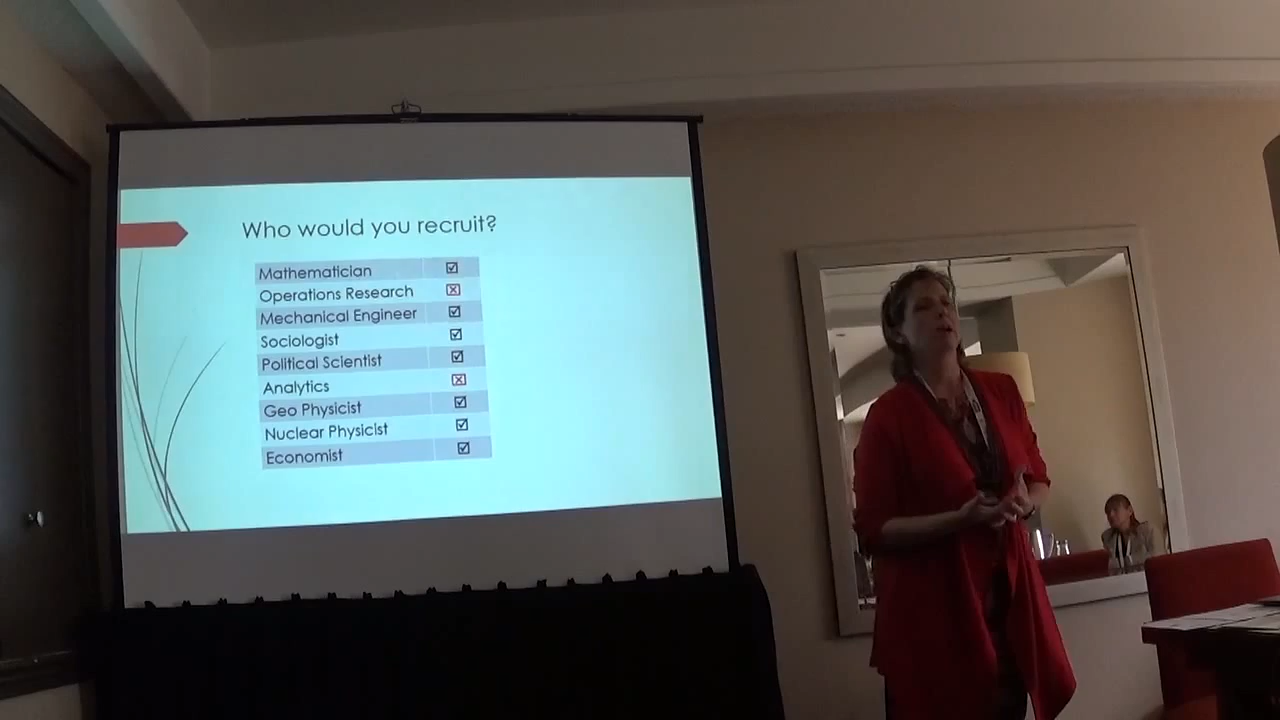 Who would you recruit?
Mathematician ☑
Operations Research ☒
Mechanical Engineer ☑
Sociologist ☑
Political Scientist ☑
Analytics ☒
Geo Physicist ☑
Nuclear Physicist ☑
Economist ☑